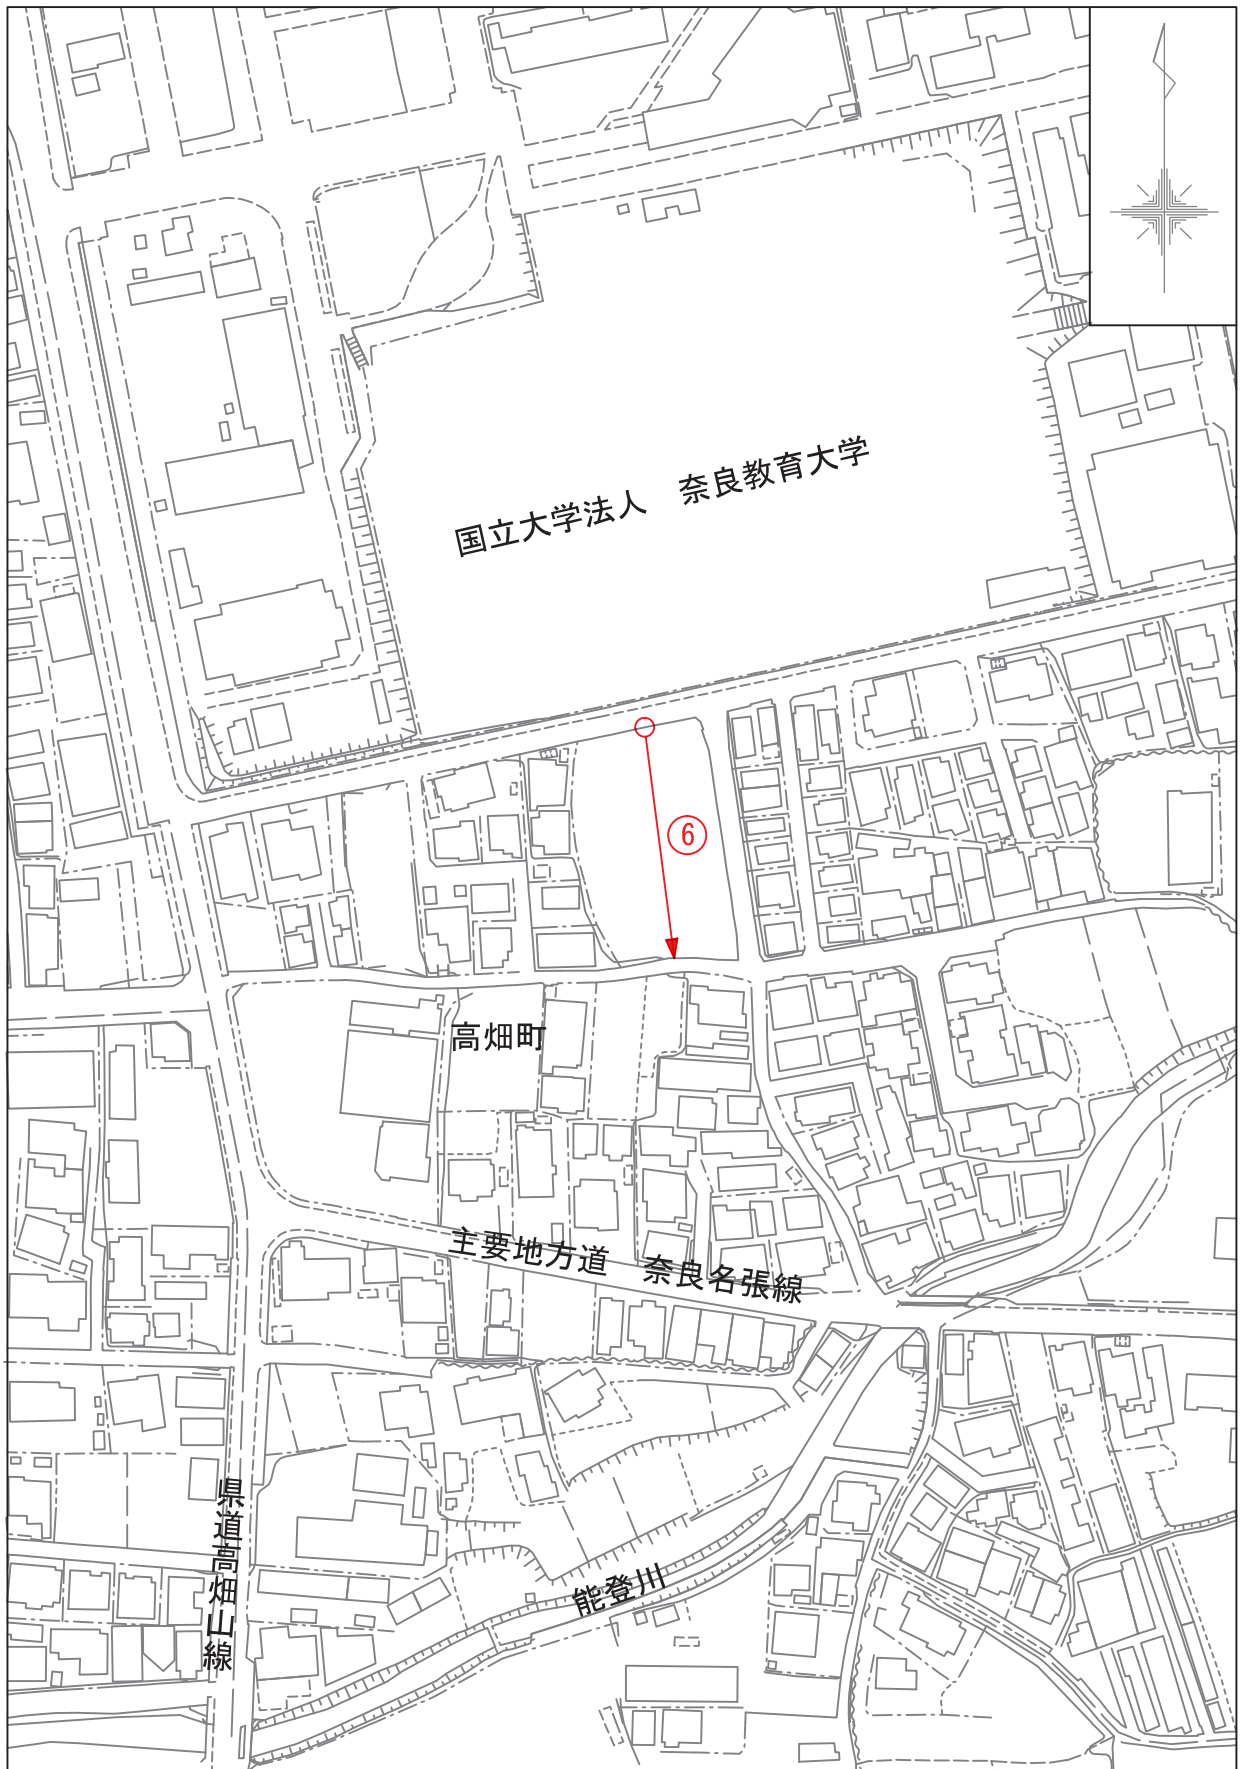 国立大学法人　奈良教育大学
⑥
高畑町
主要地方道　奈良名張線
県道高畑山線
能登川